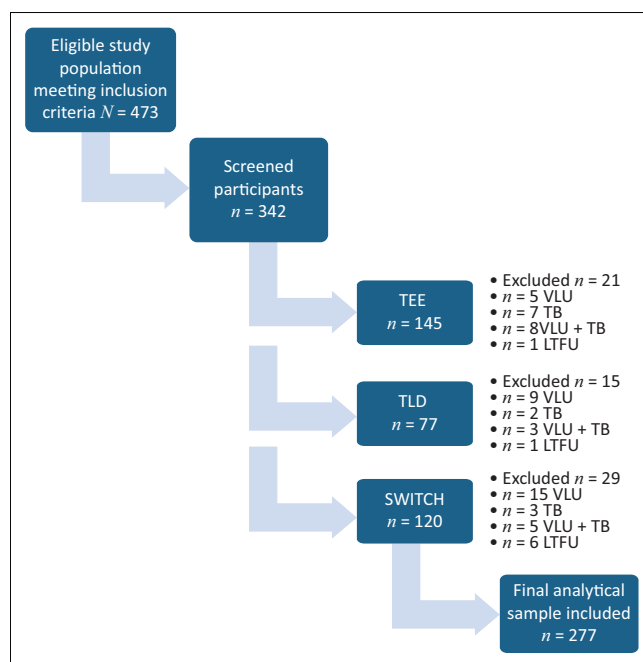 Eligible study
population
meeting inclusion
criteria N = 473
Screened
participants
n = 342
TEE
n = 145
• Excluded n = 21
• n = 5 VLU
• n = 7 TB
• n = 8VLU + TB
• n = 1 LTFU
TLD
n = 77
• Excluded n = 15
• n = 9 VLU
• n = 2 TB
• n = 3 VLU + TB
• n = 1 LTFU
SWITCH
n = 120
• Excluded n = 29
• n = 15 VLU
• n = 3 TB
• n = 5 VLU + TB
• n = 6 LTFU
Final analytical
sample included
n = 277